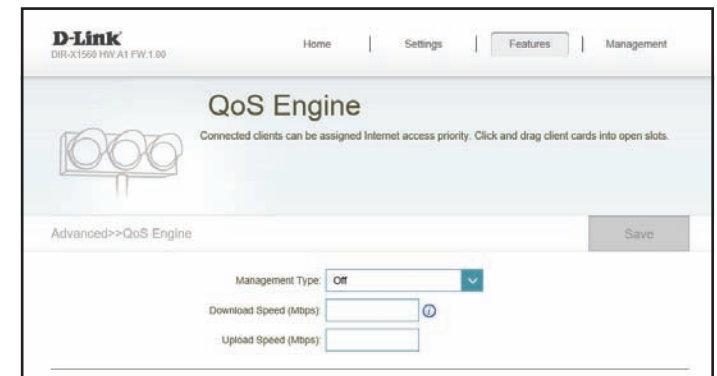 D-Link
DIR-X1560 HW:A1 FW:1.00
Home | Settings | Features | Management
QoS Engine
Connected clients can be assigned Internet access priority. Click and drag client cards into open slots.
Advanced>>QoS Engine
Save
Management Type: Off
Download Speed (Mbps):
Upload Speed (Mbps):